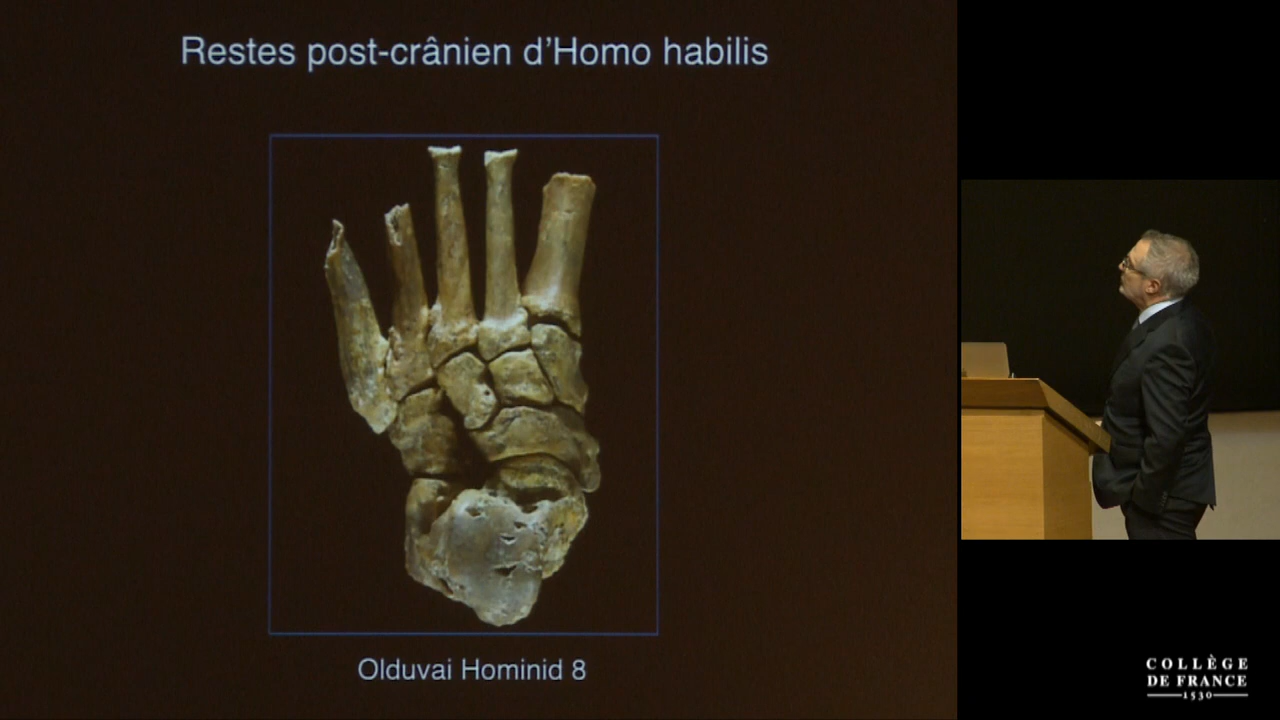 Restes post-crânien d’Homo habilis
Olduvai Hominid 8
COLLÈGE
DE FRANCE
1530